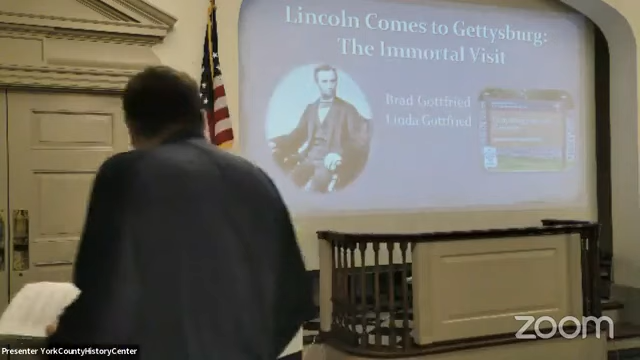 Lincoln Comes to Gettysburg:
The Immortal Visit
Brad Gottfried
Linda Gottfried
zoom
Presenter YorkCountyHistoryCenter